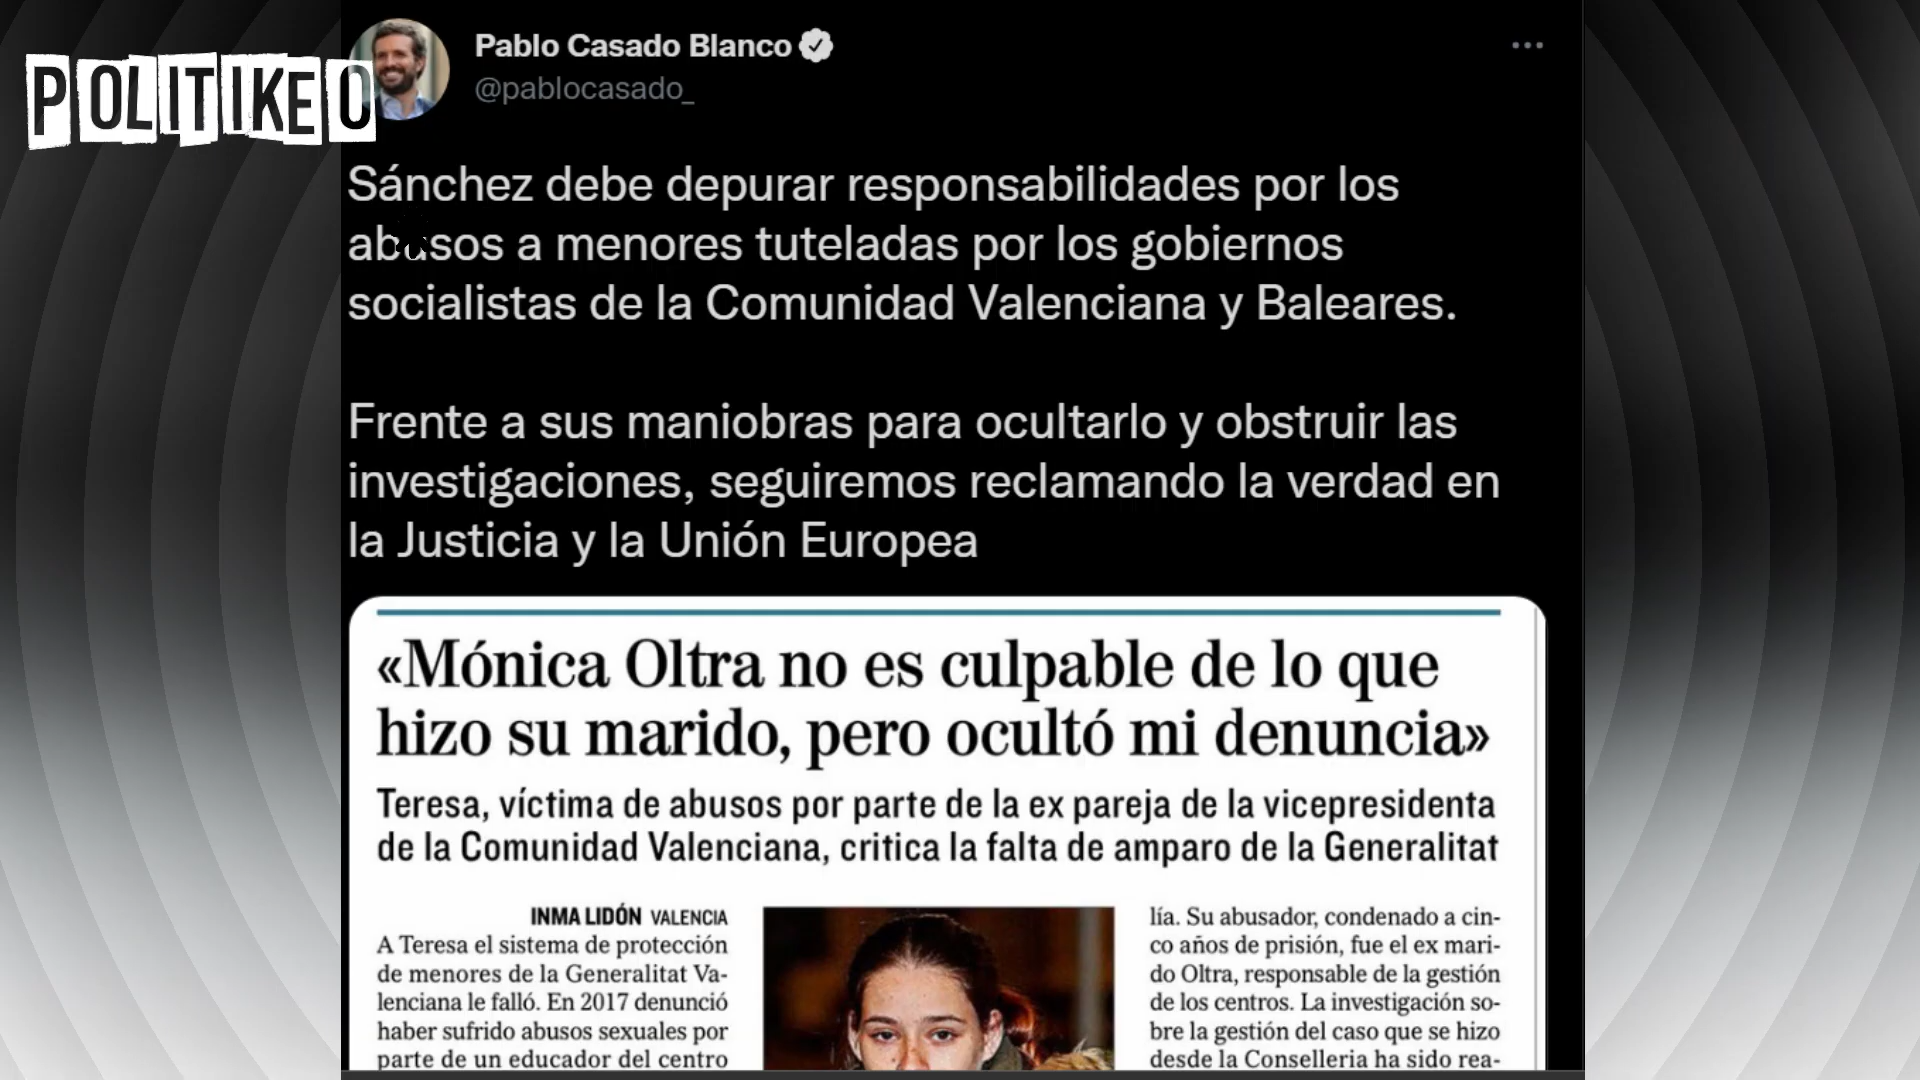 POLITIKEO
Pablo Casado Blanco
@pablocasado_
Sánchez debe depurar responsabilidades por los
abusos a menores tuteladas por los gobiernos
socialistas de la Comunidad Valenciana y Baleares.
Frente a sus maniobras para ocultarlo y obstruir las
investigaciones, seguiremos reclamando la verdad en
la Justicia y la Unión Europea
«Mónica Oltra no es culpable de lo que
hizo su marido, pero ocultó mi denuncia»
Teresa, víctima de abusos por parte de la ex pareja de la vicepresidenta
de la Comunidad Valenciana, critica la falta de amparo de la Generalitat
INMA LIDÓN VALENCIA
A Teresa el sistema de protección
de menores de la Generalitat Va-
lenciana le falló. En 2017 denunció
haber sufrido abusos sexuales por
parte de un educador del centro
lía. Su abusador, condenado a cin-
co años de prisión, fue el ex mari-
do Oltra, responsable de la gestión
de los centros. La investigación so-
bre la gestión del caso que se hizo
desde la Conselleria ha sido rea-